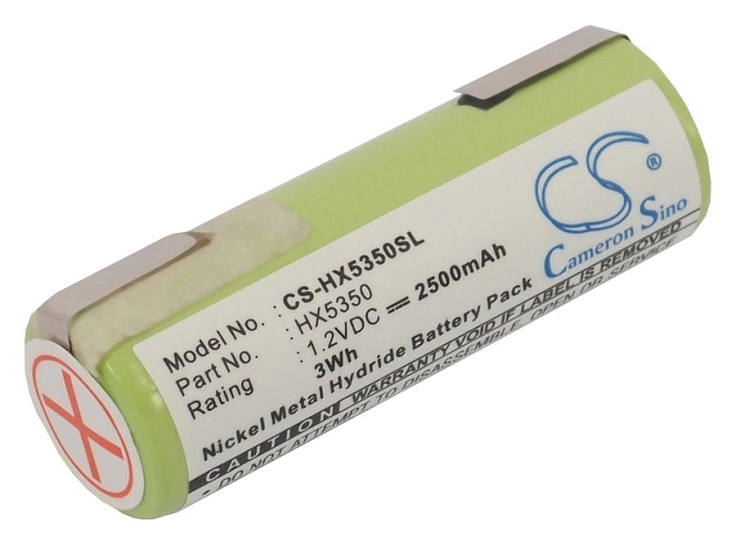 CS ®
Cameron Sino
Model No. : CS-HX5350SL
Part No. : HX5350
Rating : 1.2VDC ⎓ 2500mAh
3Wh
Nickel Metal Hydride Battery Pack
CAUTION WARRANTY VOID IF LABEL IS REMOVED
• DO NOT ATTEMPT TO DISASSEMBLE, OPEN OR SERVICE